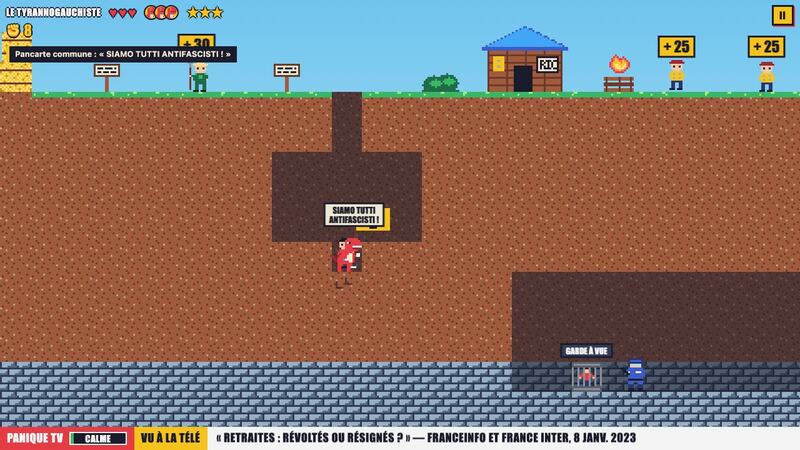 LE TYRANNOGAUCHISTE
8
+ 30
Pancarte commune : « SIAMO TUTTI ANTIFASCISTI ! »
RIC
+ 25
+ 25
SIAMO TUTTI
ANTIFASCISTI !
GARDE À VUE
PANIQUE TV
CALME
VU À LA TÉLÉ
« RETRAITES : RÉVOLTÉS OU RÉSIGNÉS ? » — FRANCEINFO ET FRANCE INTER, 8 JANV. 2023